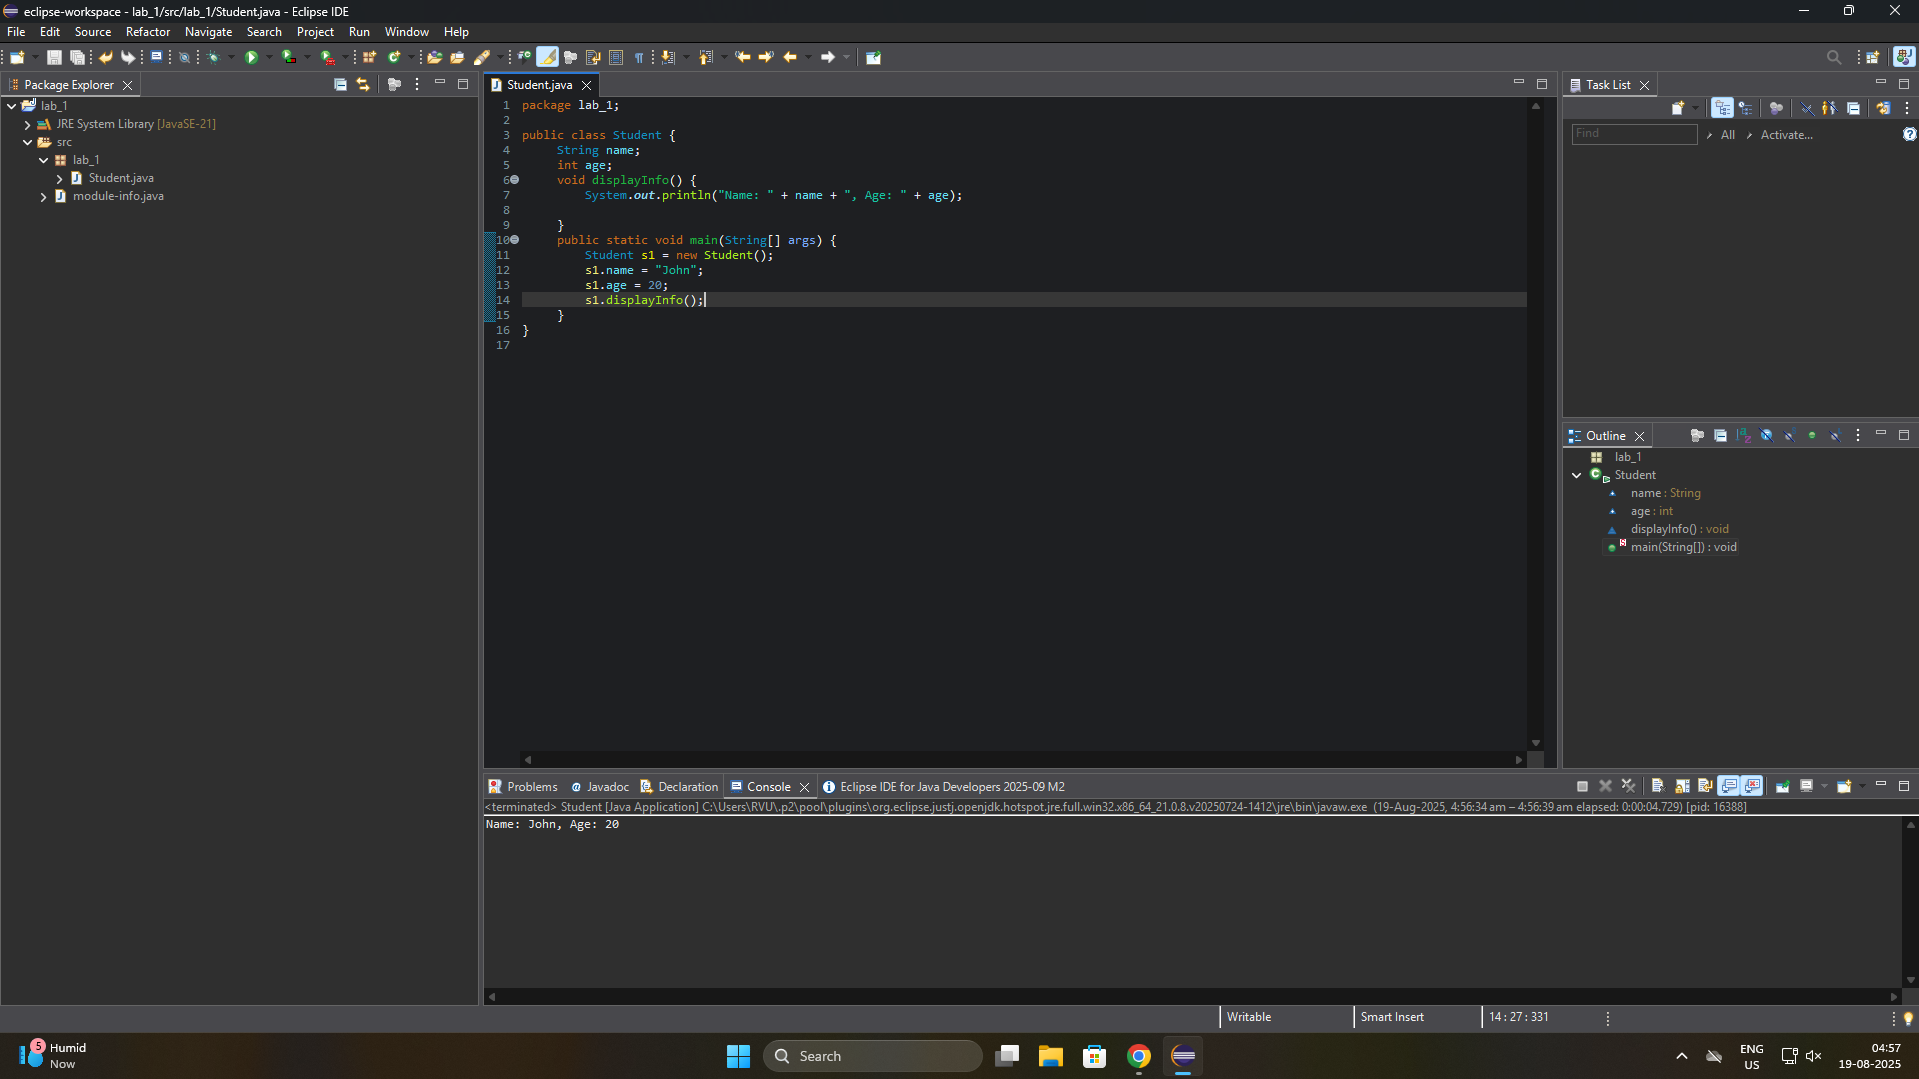 eclipse-workspace - lab_1/src/lab_1/Student.java - Eclipse IDE
File Edit Source Refactor Navigate Search Project Run Window Help
Package Explorer
lab_1
JRE System Library [JavaSE-21]
src
lab_1
Student.java
module-info.java
Student.java
1 package lab_1;
2
3 public class Student {
4 String name;
5 int age;
6 void displayInfo() {
7 System.out.println("Name: " + name + ", Age: " + age);
8
9 }
10 public static void main(String[] args) {
11 Student s1 = new Student();
12 s1.name = "John";
13 s1.age = 20;
14 s1.displayInfo();
15 }
16 }
17
Task List
Find All Activate...
Outline
lab_1
Student
name : String
age : int
displayInfo() : void
main(String[]) : void
Problems Javadoc Declaration Console Eclipse IDE for Java Developers 2025-09 M2
<terminated> Student [Java Application] C:\Users\RVU\.p2\pool\plugins\org.eclipse.justj.openjdk.hotspot.jre.full.win32.x86_64_21.0.8.v20250724-1412\jre\bin\javaw.exe (19-Aug-2025, 4:56:34 am – 4:56:39 am elapsed: 0:00:04.729) [pid: 16388]
Name: John, Age: 20
Writable Smart Insert 14 : 27 : 331
5
Humid
Now
Search
ENG
US
04:57
19-08-2025